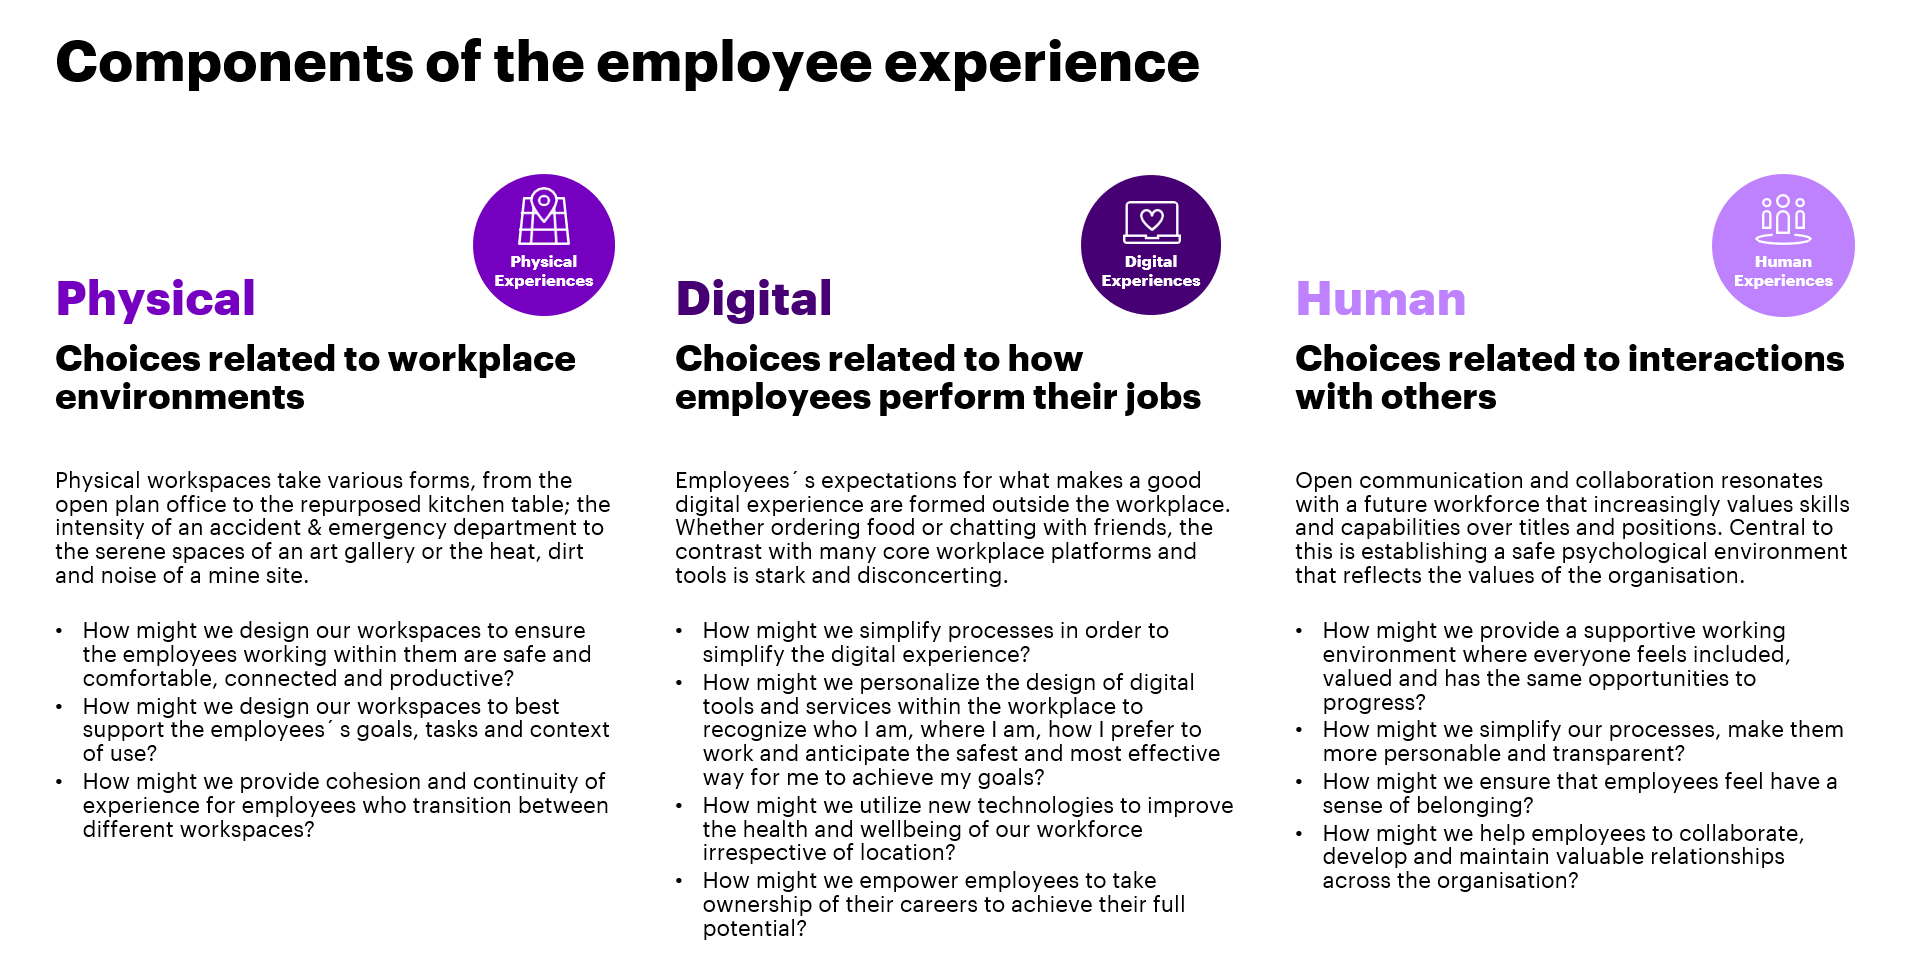 Components of the employee experience
Physical
Experiences
Physical
Choices related to workplace
environments
Physical workspaces take various forms, from the
open plan office to the repurposed kitchen table; the
intensity of an accident & emergency department to
the serene spaces of an art gallery or the heat, dirt
and noise of a mine site.
• How might we design our workspaces to ensure
the employees working within them are safe and
comfortable, connected and productive?
• How might we design our workspaces to best
support the employees´ s goals, tasks and context
of use?
• How might we provide cohesion and continuity of
experience for employees who transition between
different workspaces?
Digital
Experiences
Digital
Choices related to how
employees perform their jobs
Employees´ s expectations for what makes a good
digital experience are formed outside the workplace.
Whether ordering food or chatting with friends, the
contrast with many core workplace platforms and
tools is stark and disconcerting.
• How might we simplify processes in order to
simplify the digital experience?
• How might we personalize the design of digital
tools and services within the workplace to
recognize who I am, where I am, how I prefer to
work and anticipate the safest and most effective
way for me to achieve my goals?
• How might we utilize new technologies to improve
the health and wellbeing of our workforce
irrespective of location?
• How might we empower employees to take
ownership of their careers to achieve their full
potential?
Human
Experiences
Human
Choices related to interactions
with others
Open communication and collaboration resonates
with a future workforce that increasingly values skills
and capabilities over titles and positions. Central to
this is establishing a safe psychological environment
that reflects the values of the organisation.
• How might we provide a supportive working
environment where everyone feels included,
valued and has the same opportunities to
progress?
• How might we simplify our processes, make them
more personable and transparent?
• How might we ensure that employees feel have a
sense of belonging?
• How might we help employees to collaborate,
develop and maintain valuable relationships
across the organisation?